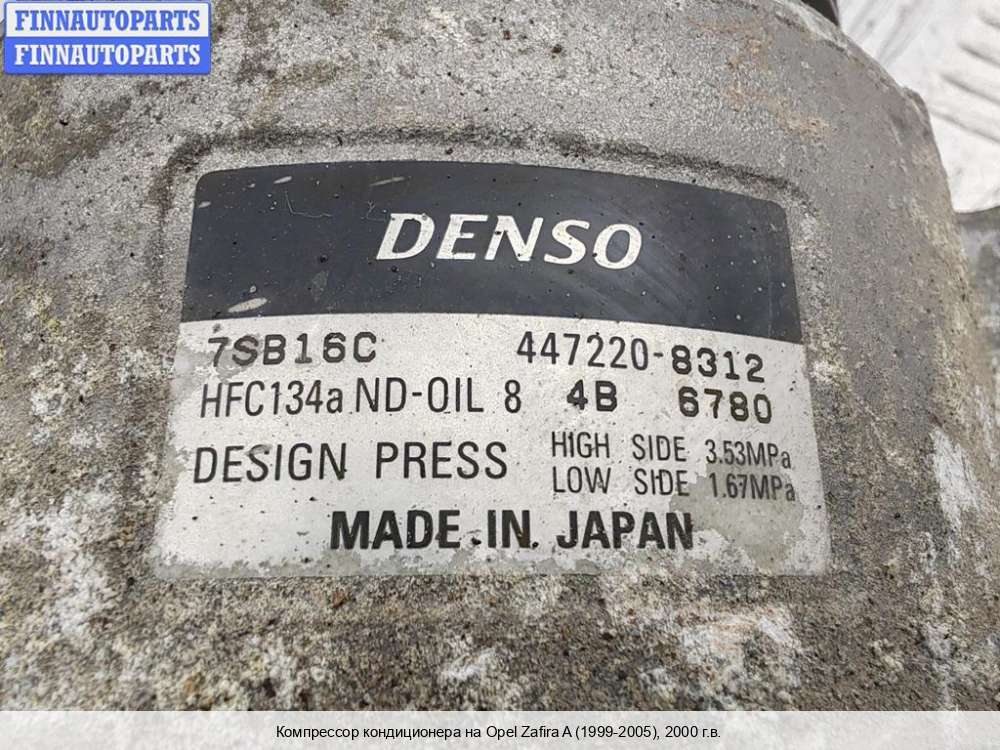 FINNAUTOPARTS
FINNAUTOPARTS
DENSO
7SB16C 447220-8312
HFC134a ND-OIL 8 4B 6780
DESIGN PRESS HIGH SIDE 3.53MPa
LOW SIDE 1.67MPa
MADE IN JAPAN
Компрессор кондиционера на Opel Zafira A (1999-2005), 2000 г.в.